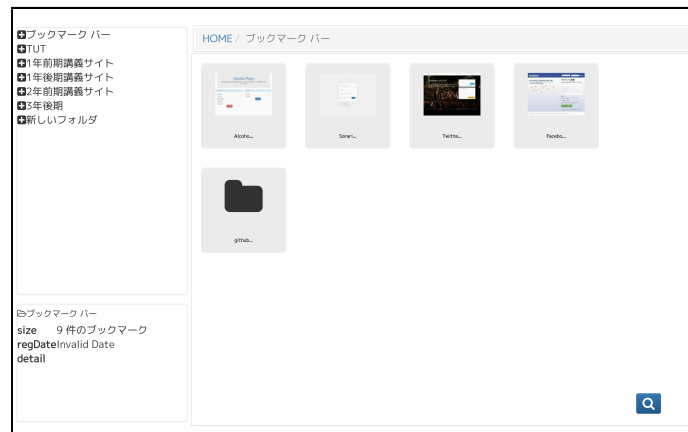 ブックマーク バー
TUT
1年前期講義サイト
1年後期講義サイト
2年前期講義サイト
3年後期
新しいフォルダ
HOME / ブックマーク バー
Alcoho...
Sorari...
Twitte...
Facebo...
github...
ブックマーク バー
size 9 件のブックマーク
regDateInvalid Date
detail